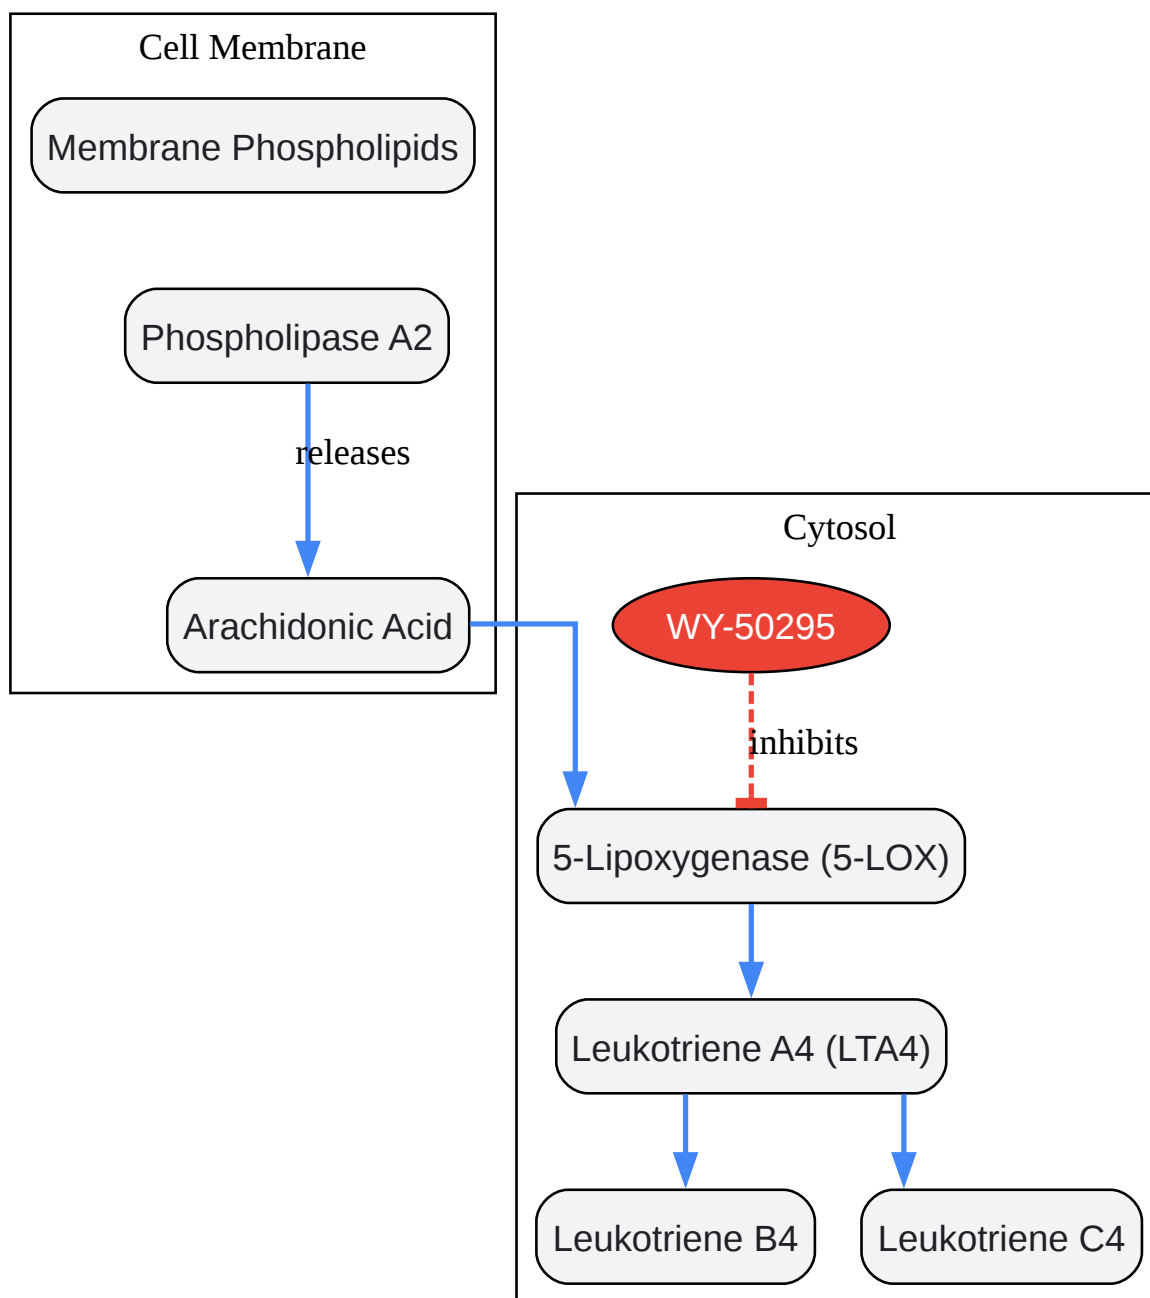 Cell Membrane
Membrane Phospholipids
Phospholipase A2
releases
Arachidonic Acid
Cytosol
WY-50295
inhibits
5-Lipoxygenase (5-LOX)
Leukotriene A4 (LTA4)
Leukotriene B4
Leukotriene C4